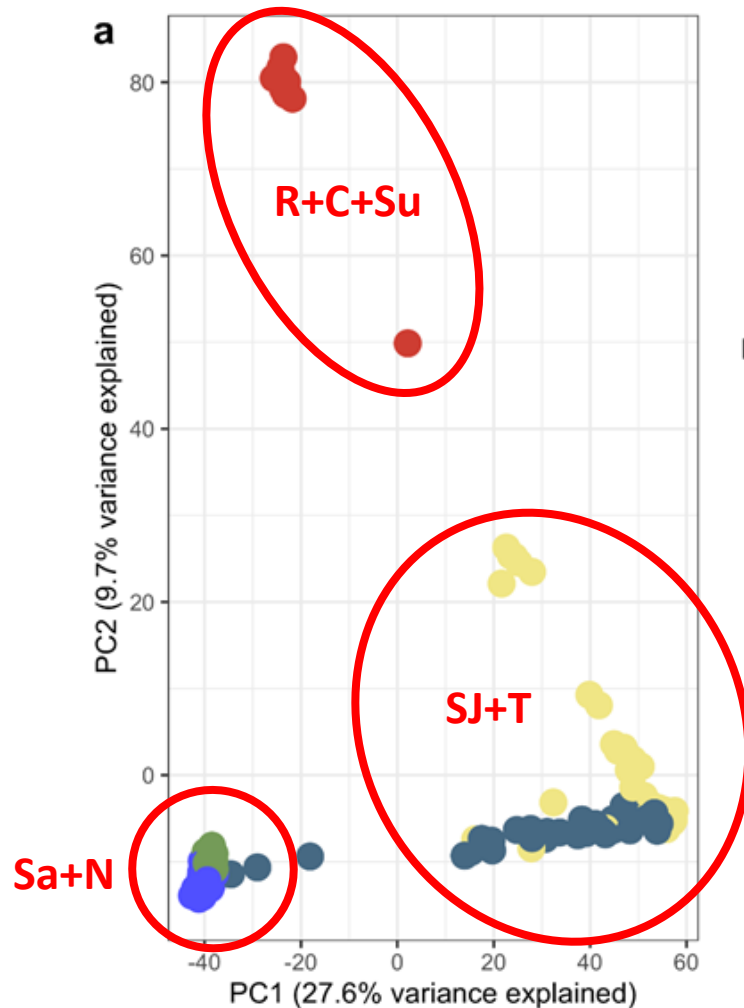 a
80
60
40
20
0
R+C+Su
SJ+T
Sa+N
-40 -20 0 20 40 60
PC1 (27.6% variance explained)
PC2 (9.7% variance explained)